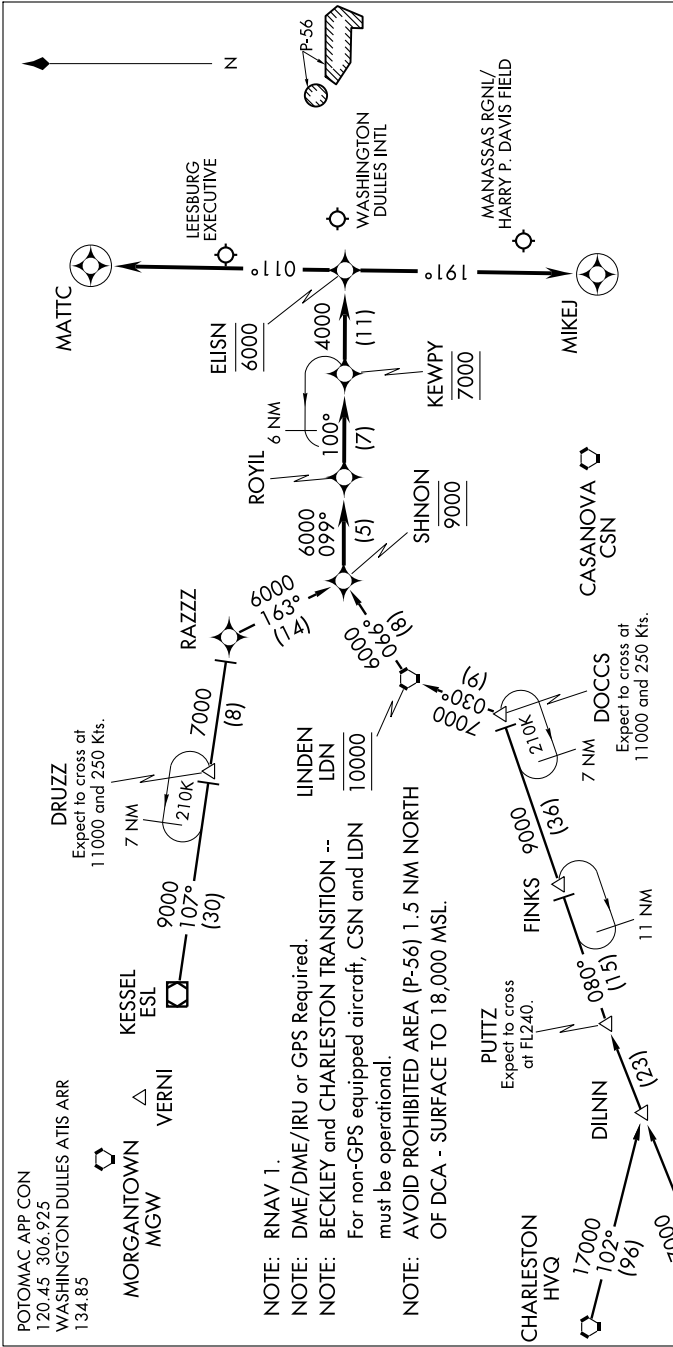 POTOMAC APP CON
120.45 306.925
WASHINGTON DULLES ATIS ARR
134.85
N
P-56
MORGANTOWN
MGW
VERNI
KESSEL
ESL
9000
107°
(30)
DRUZZ
Expect to cross at
11000 and 250 Kts.
7 NM
210K
7000
(8)
RAZZZ
6000
163°
(14)
MATTC
LEESBURG
EXECUTIVE
011°
WASHINGTON
DULLES INTL
MANASSAS RGNL/
HARRY P. DAVIS FIELD
191°
MIKEJ
ELISN
6000
4000
(11)
KEWPY
7000
6 NM
100°
(7)
ROYIL
6000
099°
(5)
SHNON
9000
6000
066°
(8)
LINDEN
LDN
10000
7000
030°
(9)
DOCCS
Expect to cross at
11000 and 250 Kts.
210K
7 NM
CASANOVA
CSN
9000
(36)
FINKS
11 NM
080°
(15)
PUTTZ
Expect to cross
at FL240.
(23)
DILNN
CHARLESTON
HVQ
17000
102°
(96)
7000
NOTE: RNAV 1.
NOTE: DME/DME/IRU or GPS Required.
NOTE: BECKLEY and CHARLESTON TRANSITION --
For non-GPS equipped aircraft, CSN and LDN
must be operational.
NOTE: AVOID PROHIBITED AREA (P-56) 1.5 NM NORTH
OF DCA - SURFACE TO 18,000 MSL.